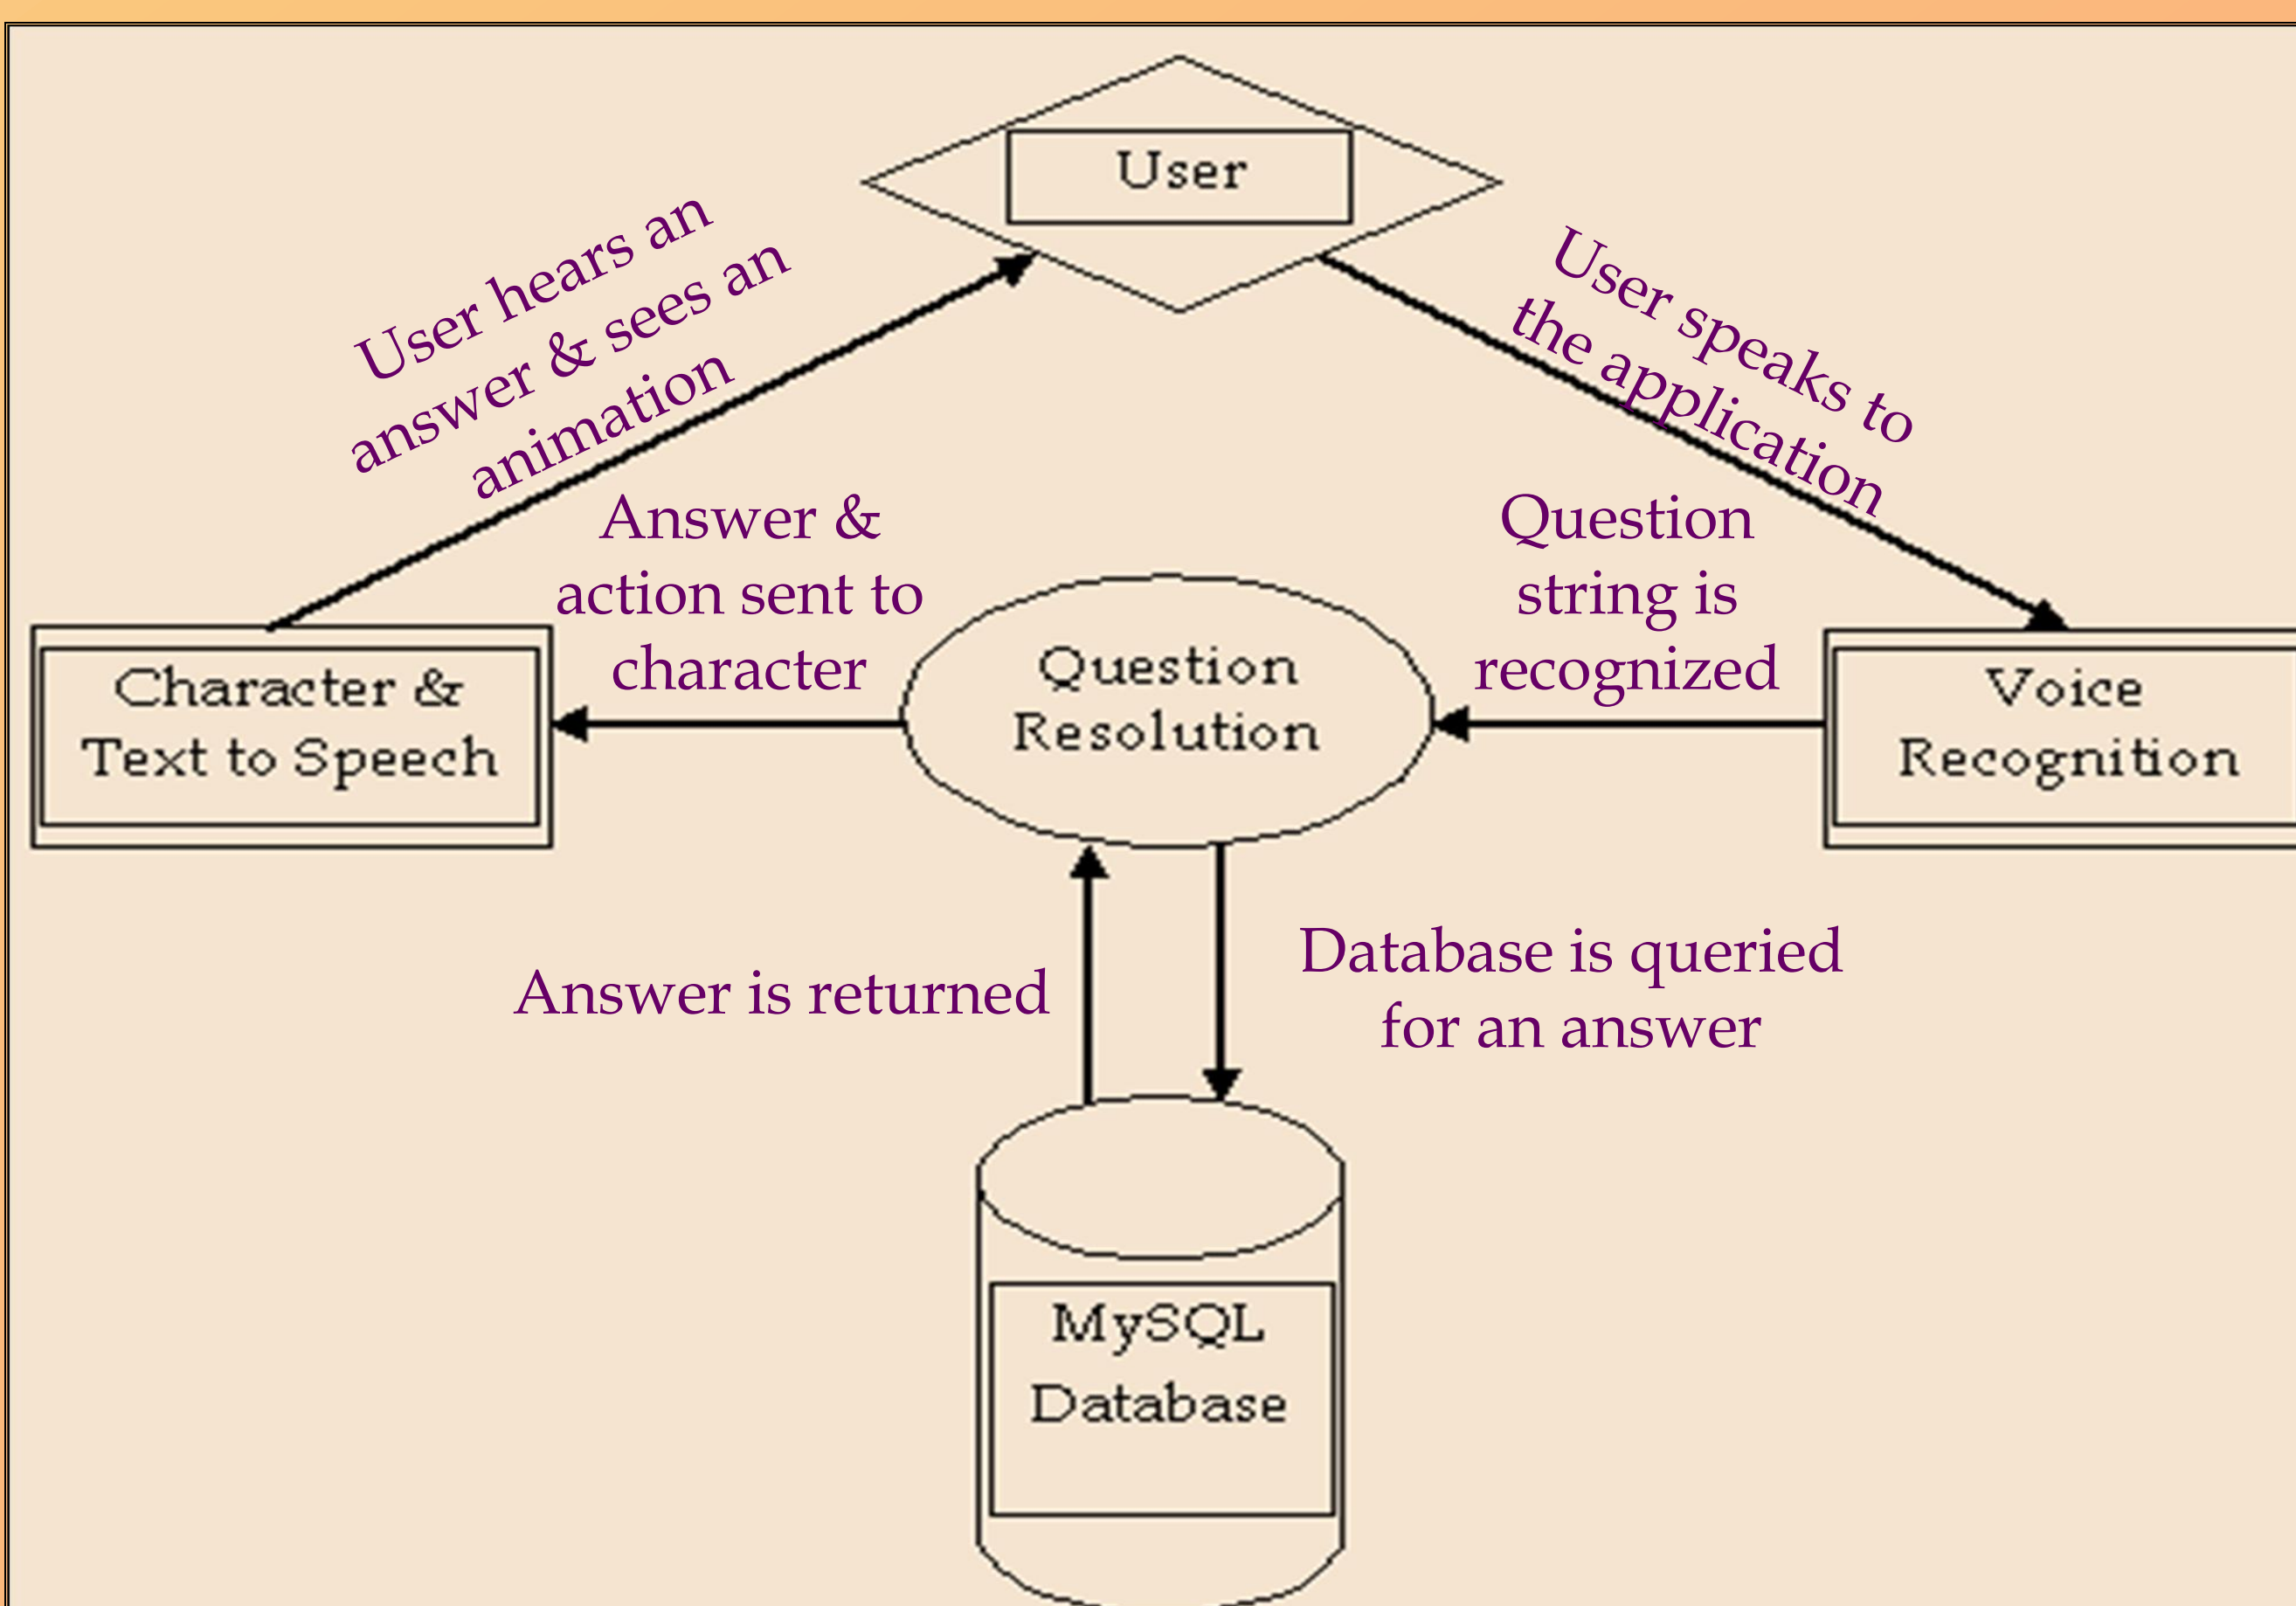 User
User hears an
answer & sees an
animation
User speaks to
the application
Answer &
action sent to
character
Question
string is
recognized
Character &
Text to Speech
Question
Resolution
Voice
Recognition
Answer is returned
Database is queried
for an answer
MySQL
Database